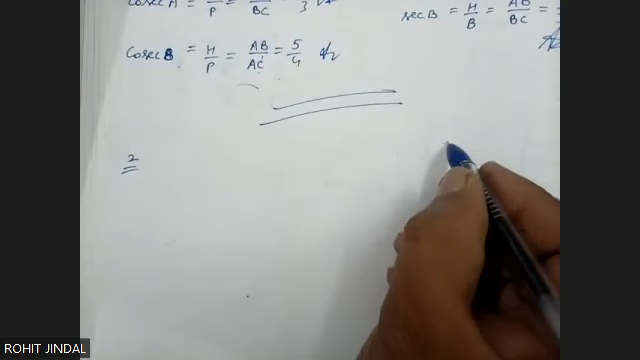 cosec A = = BC 3
P
sec B = H = AB =
B BC
cosec B = H = AB = 5
P AC 4
2
ROHIT JINDAL